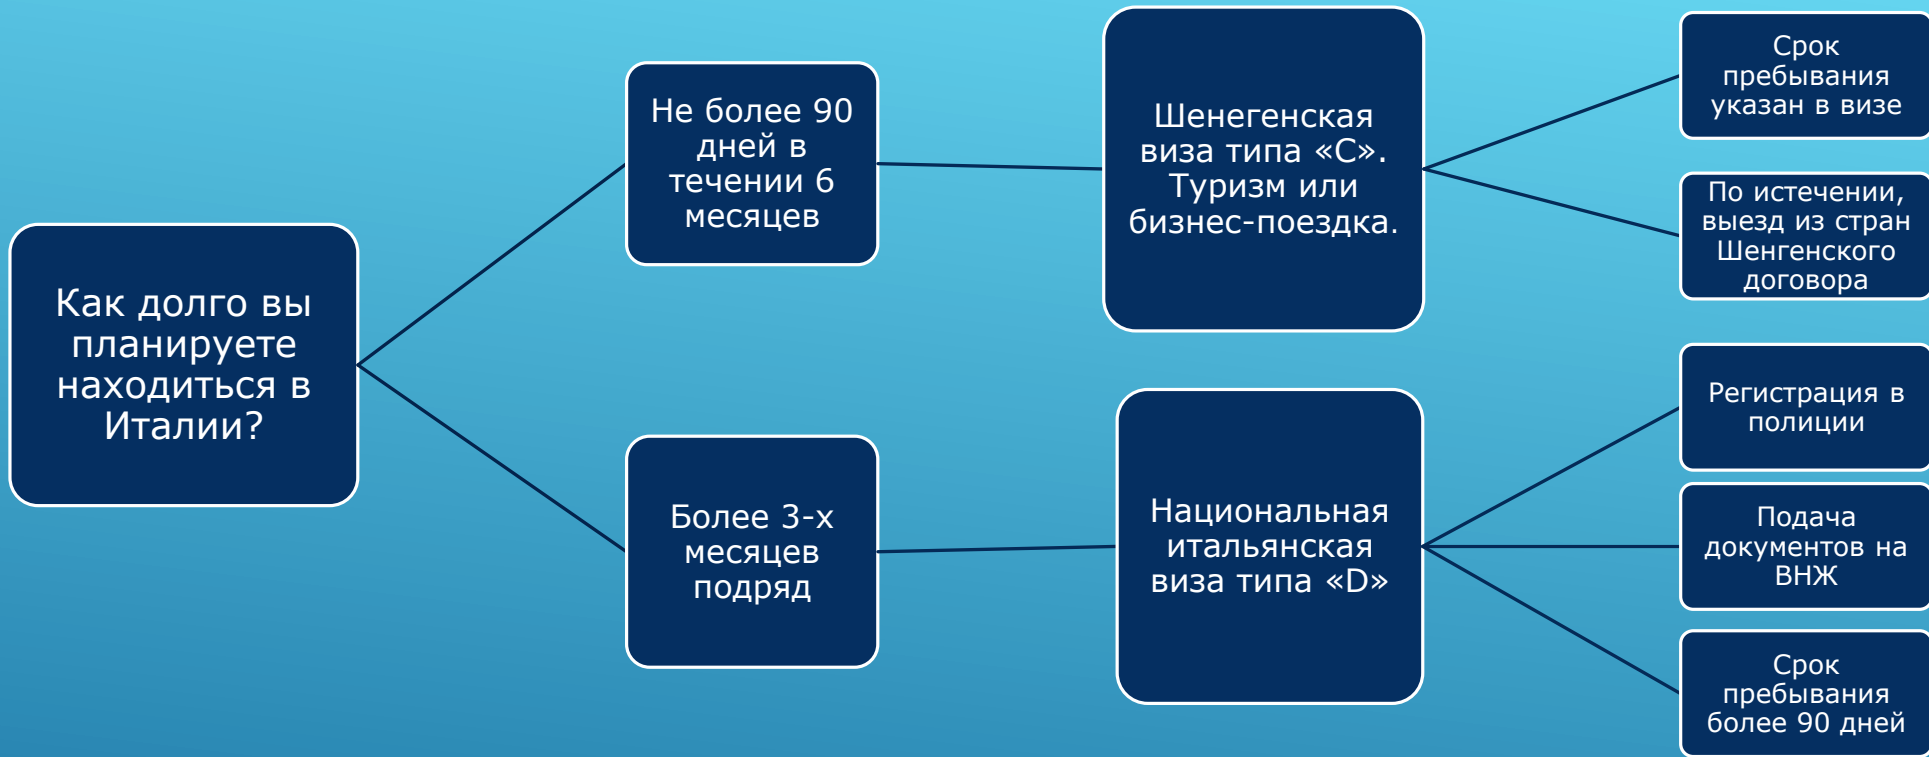 Как долго вы
планируете
находиться в
Италии?
Не более 90
дней в
течении 6
месяцев
Шенегенская
виза типа «С».
Туризм или
бизнес-поездка.
Срок
пребывания
указан в визе
По истечении,
выезд из стран
Шенгенского
договора
Более 3-х
месяцев
подряд
Национальная
итальянская
виза типа «D»
Регистрация в
полиции
Подача
документов на
ВНЖ
Срок
пребывания
более 90 дней